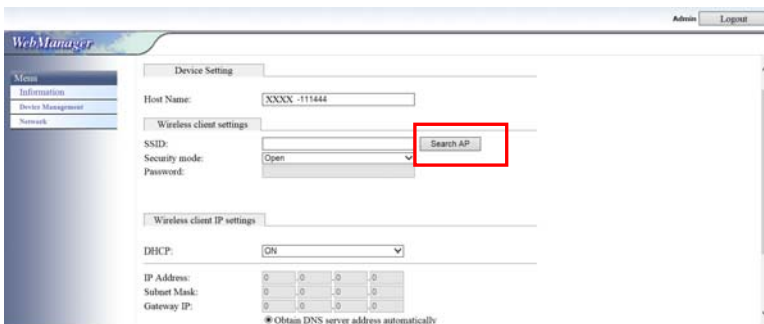 Admin Logout
WebManager
Menu
Information
Device Management
Network
Device Setting
Host Name: XXXX -111444
Wireless client settings
SSID: Search AP
Security mode: Open
Password:
Wireless client IP settings
DHCP: ON
IP Address: 0 .0 .0 .0
Subnet Mask: 0 .0 .0 .0
Gateway IP: 0 .0 .0 .0
Obtain DNS server address automatically